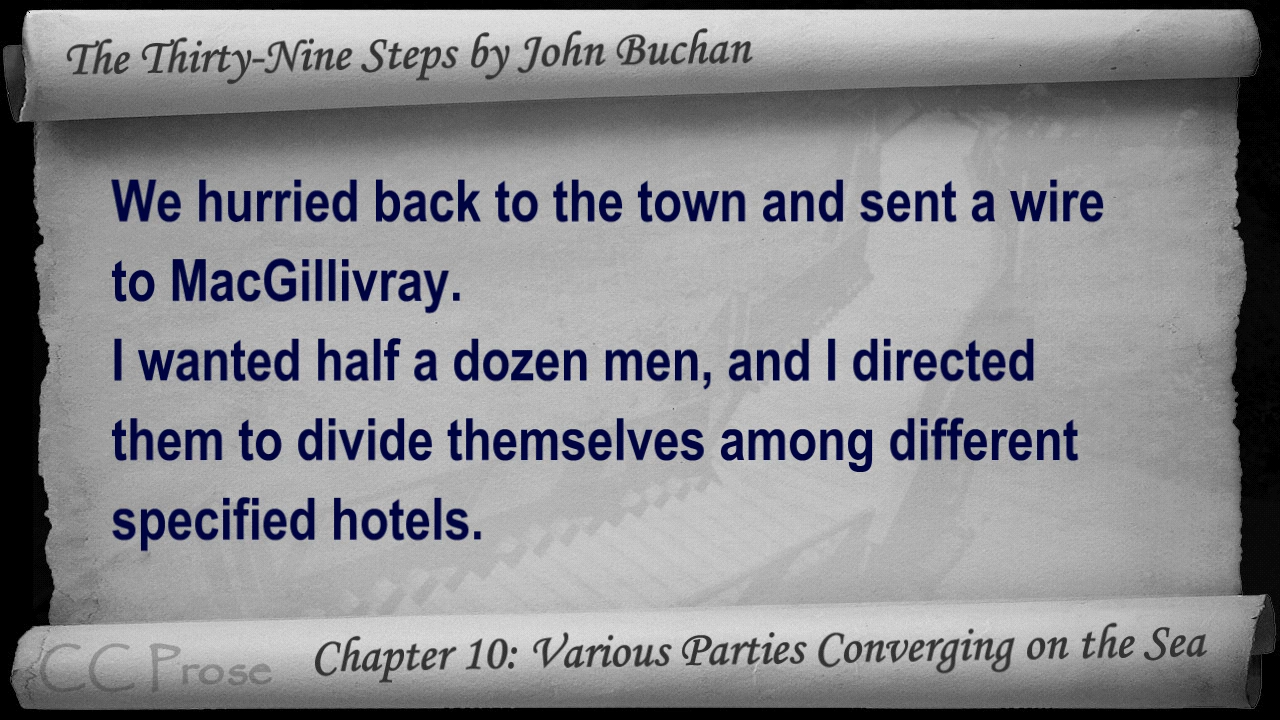 The Thirty-Nine Steps by John Buchan
We hurried back to the town and sent a wire
to MacGillivray.
I wanted half a dozen men, and I directed
them to divide themselves among different
specified hotels.
CC Prose
Chapter 10: Various Parties Converging on the Sea